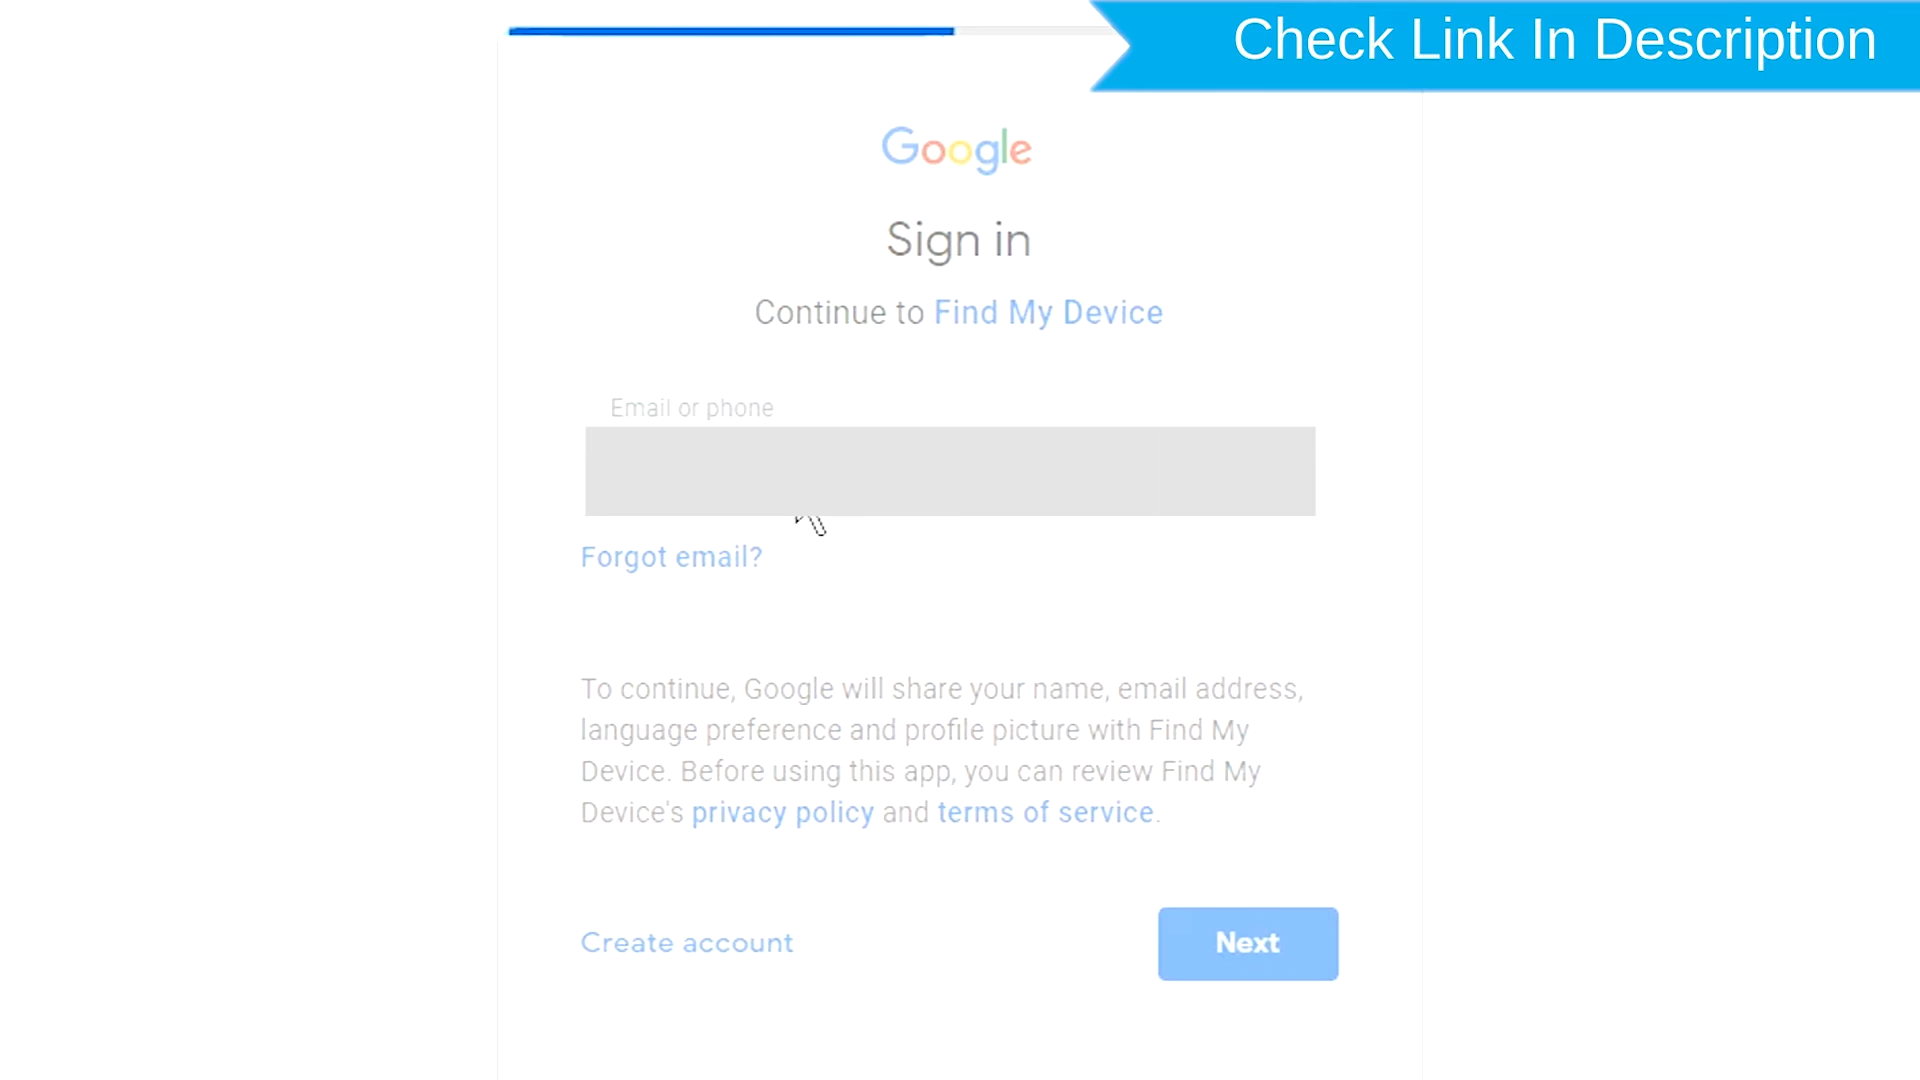 Check Link In Description
Google
Sign in
Continue to Find My Device
Email or phone
Forgot email?
To continue, Google will share your name, email address,
language preference and profile picture with Find My
Device. Before using this app, you can review Find My
Device's privacy policy and terms of service.
Create account
Next